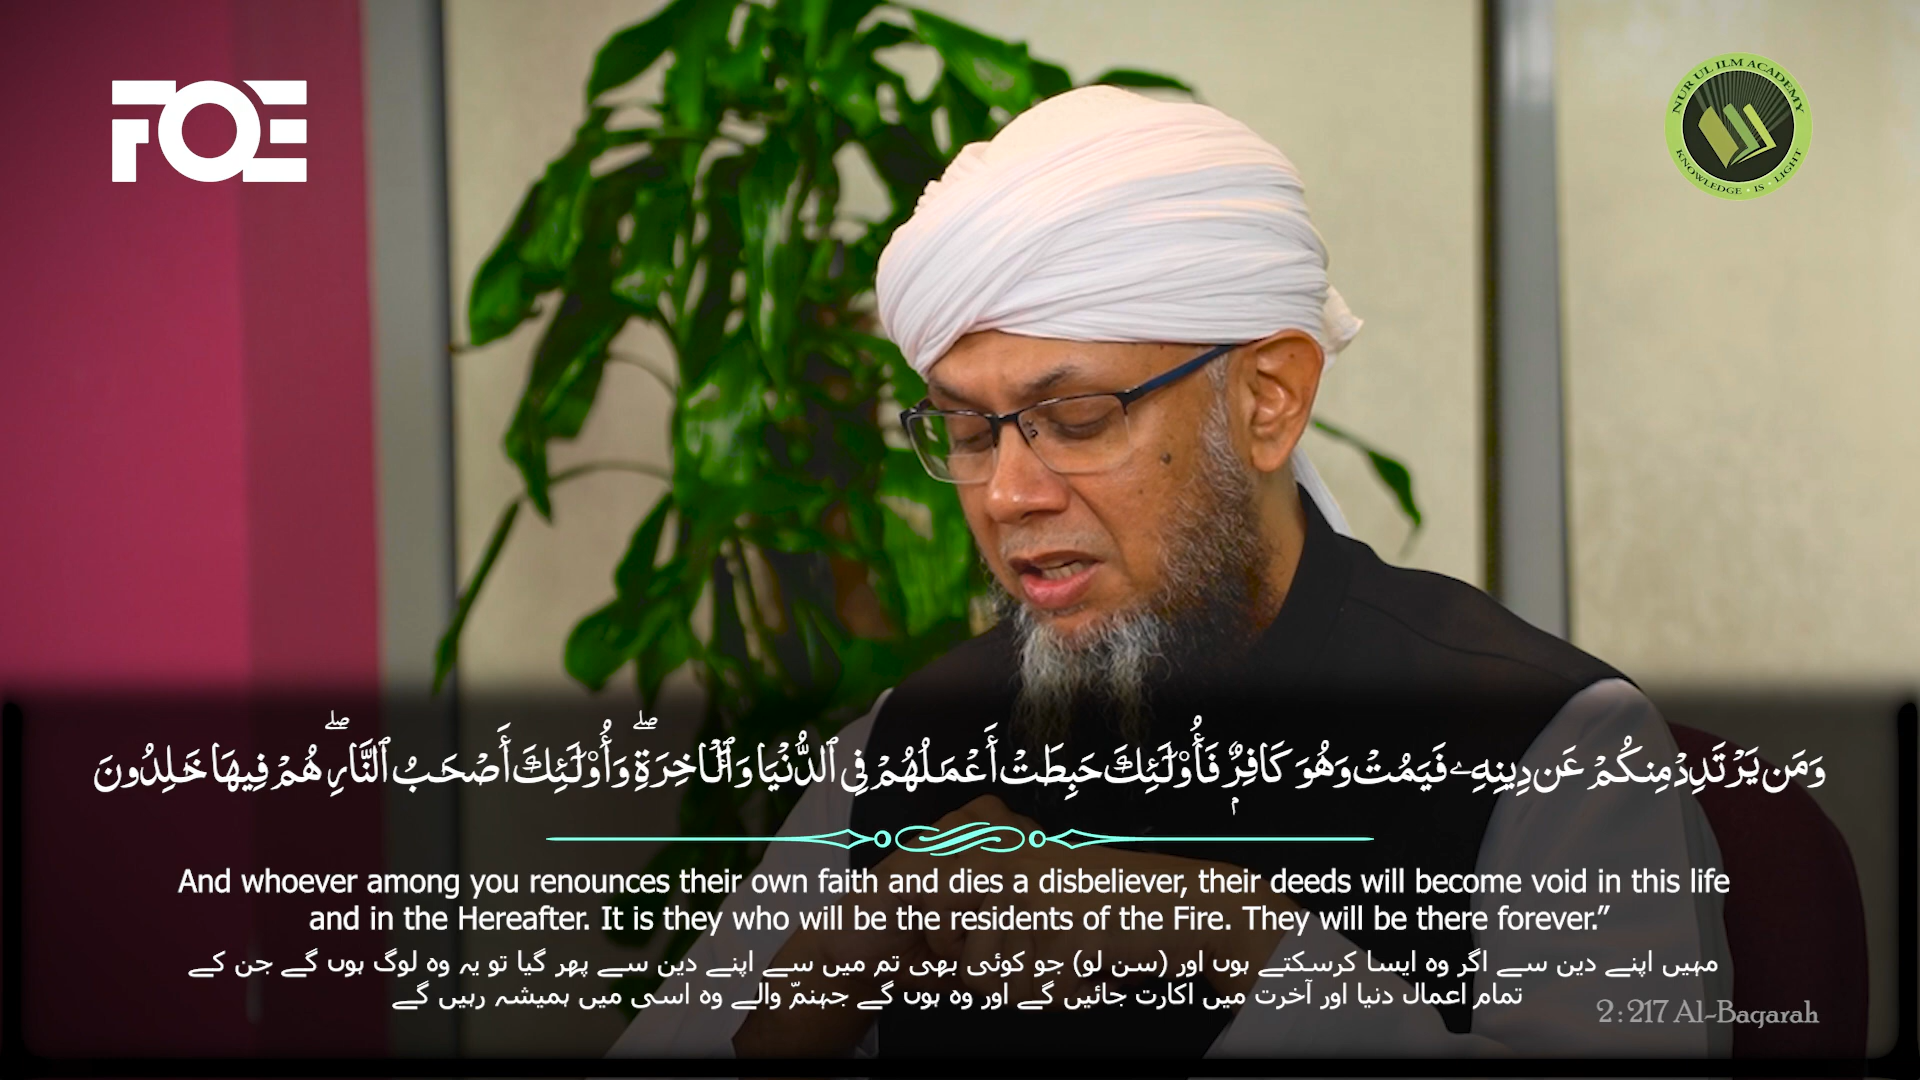 FOE
NUR UL ILM ACADEMY
KNOWLEDGE • IS • LIGHT
وَمَن يَرْتَدِدْ مِنكُمْ عَن دِينِهِۦ فَيَمُتْ وَهُوَ كَافِرٌۭ فَأُو۟لَـٰٓئِكَ حَبِطَتْ أَعْمَـٰلُهُمْ فِى ٱلدُّنْيَا وَٱلْـَٔاخِرَةِ ۖ وَأُو۟لَـٰٓئِكَ أَصْحَـٰبُ ٱلنَّارِ ۖ هُمْ فِيهَا خَـٰلِدُونَ
And whoever among you renounces their own faith and dies a disbeliever, their deeds will become void in this life
and in the Hereafter. It is they who will be the residents of the Fire. They will be there forever.”
مہیں اپنے دین سے اگر وہ ایسا کرسکتے ہوں اور (سن لو) جو کوئی بھی تم میں سے اپنے دین سے پھر گیا تو یہ وہ لوگ ہوں گے جن کے
تمام اعمال دنیا اور آخرت میں اکارت جائیں گے اور وہ ہوں گے جہنمّ والے وہ اسی میں ہمیشہ رہیں گے
2:217 Al-Baqarah